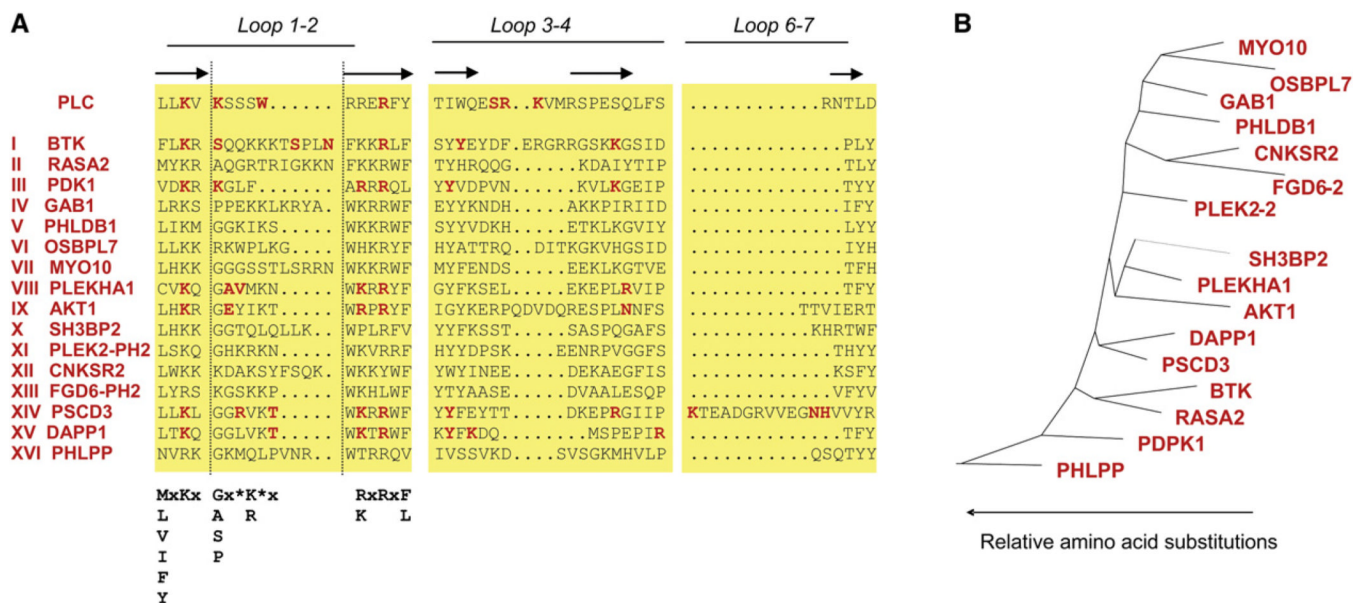 A
Loop 1-2 Loop 3-4 Loop 6-7
PLC LLKKV KSSSW...... RRERFY TIWQESR..KVMRSPESQLFS ............RNTLD
I BTK FLKKR SQQKKKTSPLN FKKRLF SYYEYDF.ERGRRGSKKGSID ..............PLY
II RASA2 MYKR AQGRTRIGKKN FKKRWF TYHRQQG......KDAIYTIP ..............TLY
III PDK1 VDKR KGLF....... ARRRQL YYVDPVN......KVLKGEIP ..............TYY
IV GAB1 LRKS PPEKKLKRYA. WKKRWF EYYKNDH.....AKKPIRIID ..............IFY
V PHLDB1 LIKM GGKIKS..... WKKRWF SYYVDKH.....ETKLKGVIY ..............LYY
VI OSBPL7 LLKK RKWPLKG.... WHKRYF HYATTRQ..DITKGKVHGSID ..............IYH
VII MYO10 LHKK GGGSSTLSRRN WKKRWF MYFENDS.....EEKLKGTVE ..............TFH
VIII PLEKHA1 CVKQ GAVMKN..... WKRRYF GYFKSEL.....EKEPLRVIP ..............TFY
IX AKT1 LHKR GEYIKT..... WRPRYF IGYKERPQDVDQRESPLNNFS .........TTVIERT
X SH3BP2 LHKK GGTQLQLLK.. WPLRFV YYFKSST.....SASPQGAFS ..........KHRTWF
XI PLEK2-PH2 LSKQ GHKRKN..... WKVRRF HYYDPSK....EENRPVGGFS ............THYY
XII CNKSR2 LWKK KDAKSYFSQK. WKKYWF YWYINEE.....DEKAEGFIS ............KSFY
XIII FGD6-PH2 LYRS KGSKKP..... WKHLWF TYYAASE.....DVAALESQP ............VFYV
XIV PSCD3 LLKL GGRVKT..... WKRRWF YYFEYTT.....DKEPRGIIP KTEADGRVVEGNHVVYR
XV DAPP1 LTKQ GGLVKT..... WKTRWF KYFKDQ.......MSPEPIR ..............TFY
XVI PHLPP NVRK GKMQLPVNR.. WTRRQV IVSSVKD....SVSGKMHVLP ............QSQTYY
MxKx Gx*K*x RxRxF
L A R K L
V S
I P
F
Y
B
MYO10
OSBPL7
GAB1
PHLDB1
CNKSR2
FGD6-2
PLEK2-2
SH3BP2
PLEKHA1
AKT1
DAPP1
PSCD3
BTK
RASA2
PDPK1
PHLPP
Relative amino acid substitutions